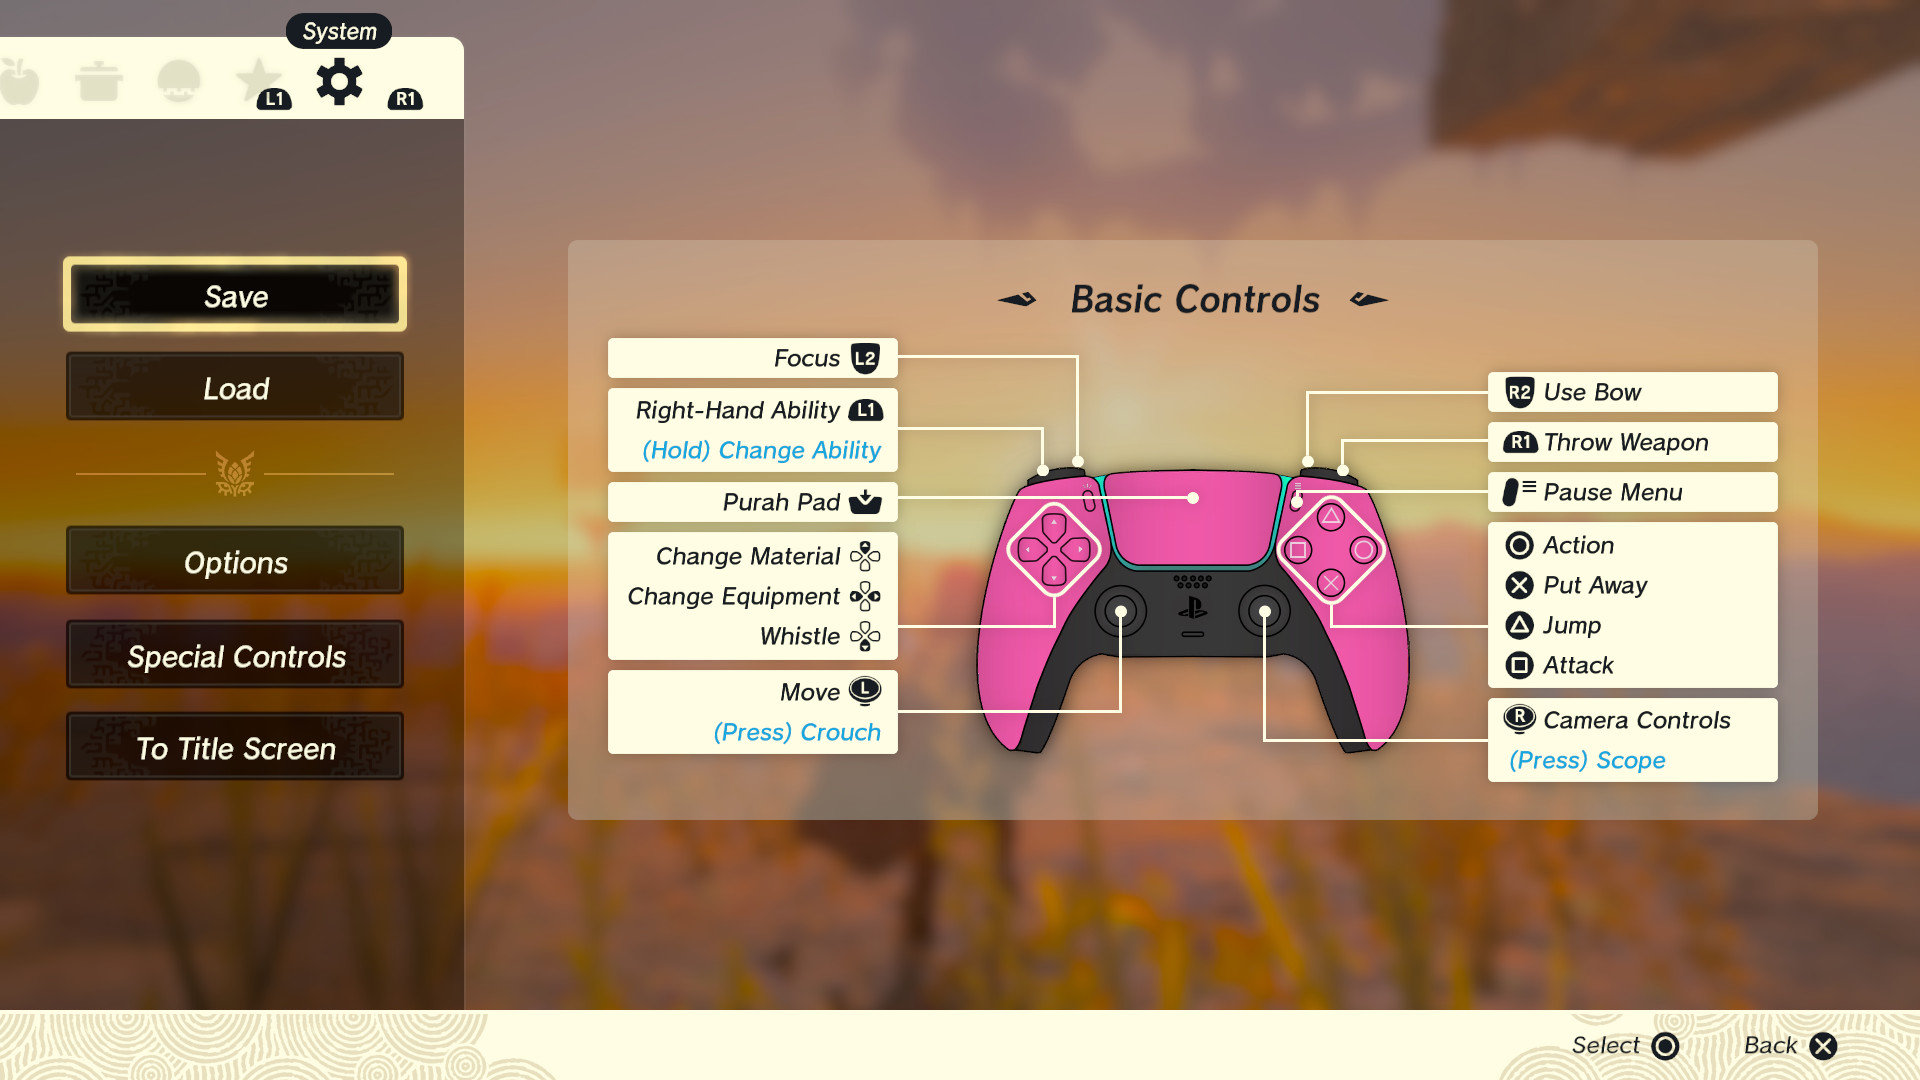 System
L1
R1
Save
Load
Options
Special Controls
To Title Screen
Basic Controls
Focus L2
Right-Hand Ability L1
(Hold) Change Ability
Purah Pad
Change Material
Change Equipment
Whistle
Move L
(Press) Crouch
R2 Use Bow
R1 Throw Weapon
Pause Menu
Action
Put Away
Jump
Attack
R Camera Controls
(Press) Scope
Select
Back